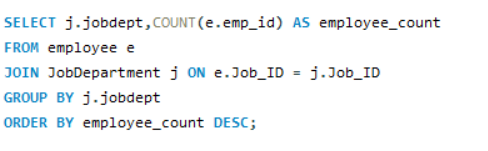 SELECT j.jobdept,COUNT(e.emp_id) AS employee_count
FROM employee e
JOIN JobDepartment j ON e.Job_ID = j.Job_ID
GROUP BY j.jobdept
ORDER BY employee_count DESC;